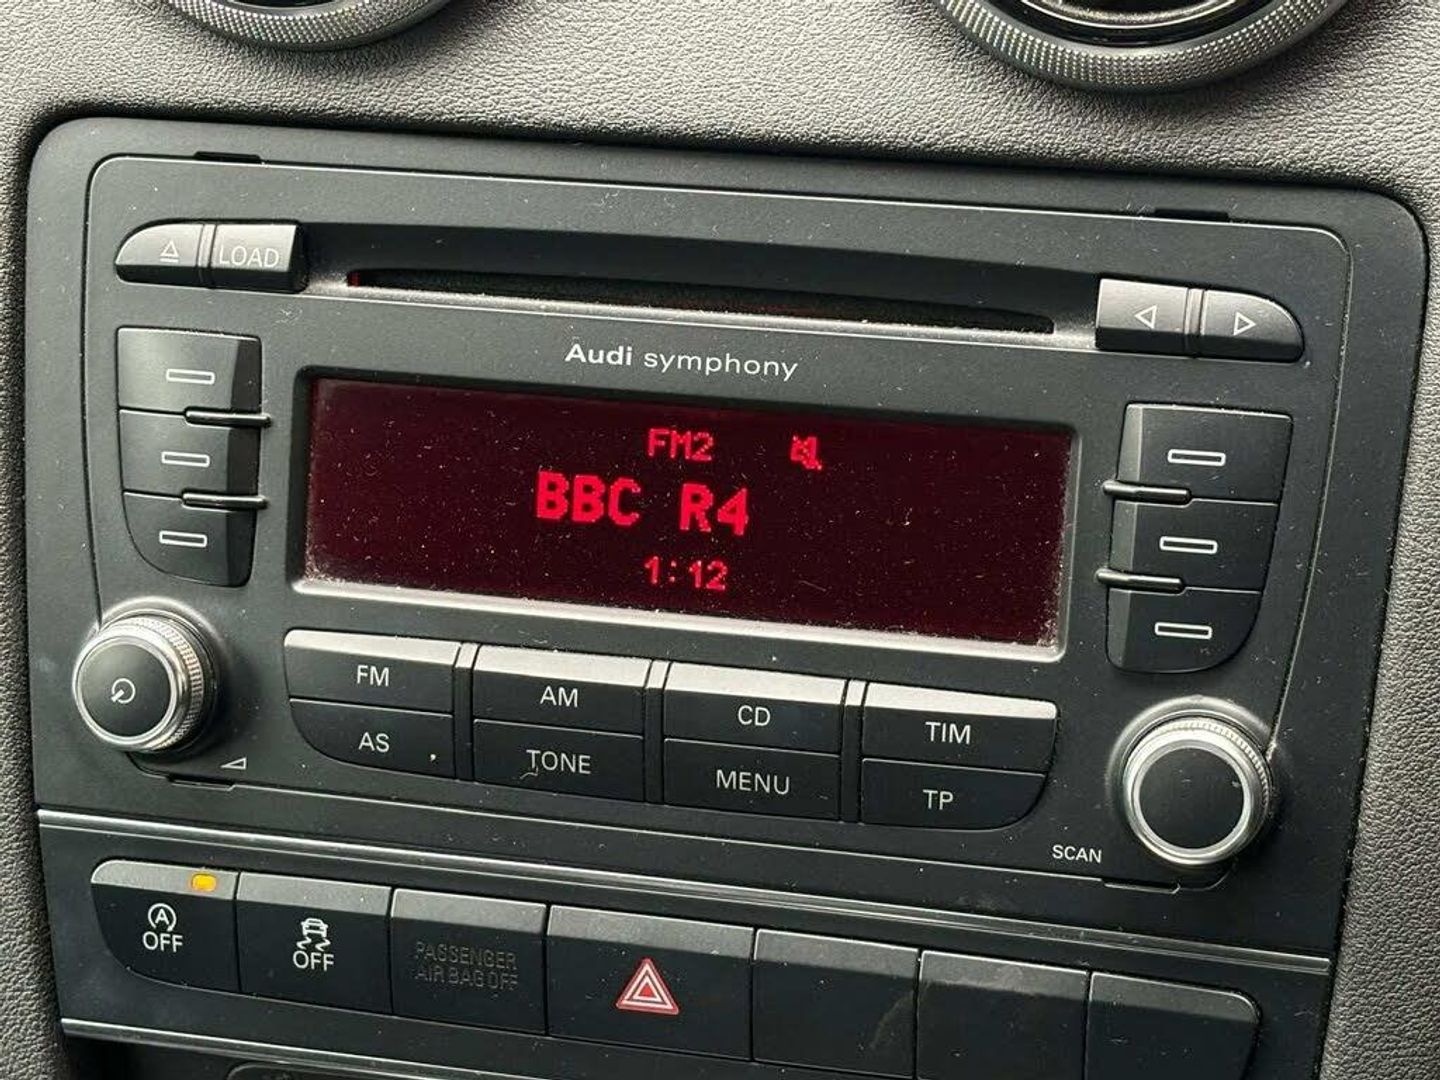 LOAD
Audi symphony
FM2
BBC R4
1:12
FM
AM
CD
TIM
AS
TONE
MENU
TP
SCAN
A
OFF
OFF
PASSENGER
AIR BAG OFF